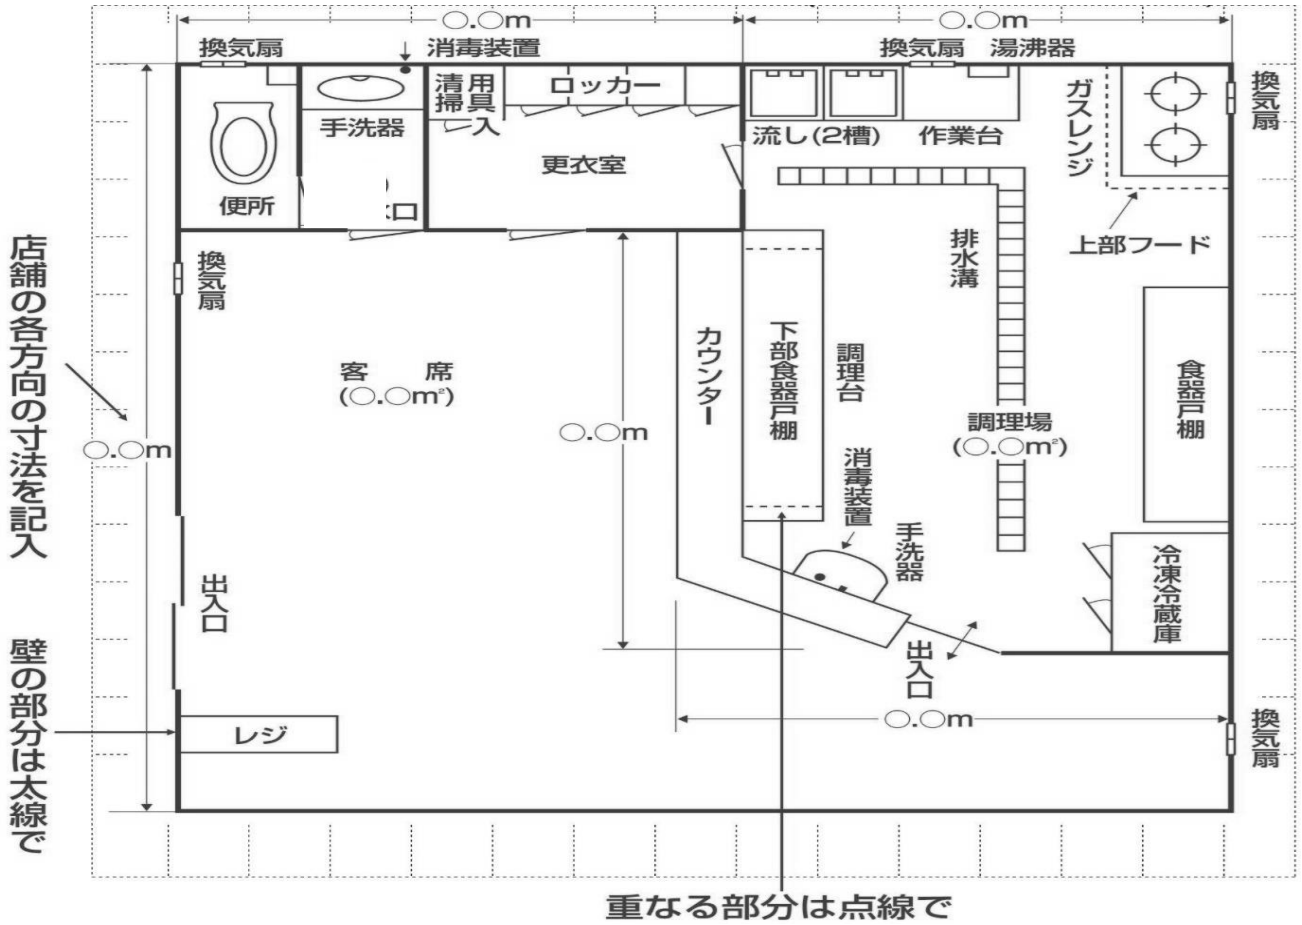 ○.○m
○.○m
換気扇
消毒装置
換気扇
湯沸器
清掃用具入
ロッカー
手洗器
更衣室
便所
口
流し(2槽)
作業台
ガスレンジ
換気扇
上部フード
排水溝
換気扇
店舗の各方向の寸法を記入
○.○m
客席
(○.○m²)
○.○m
カウンター
下部食器戸棚
調理台
調理場
(○.○m²)
食器戸棚
消毒装置
手洗器
冷凍冷蔵庫
出入口
出入口
○.○m
換気扇
壁の部分は太線で
レジ
重なる部分は点線で